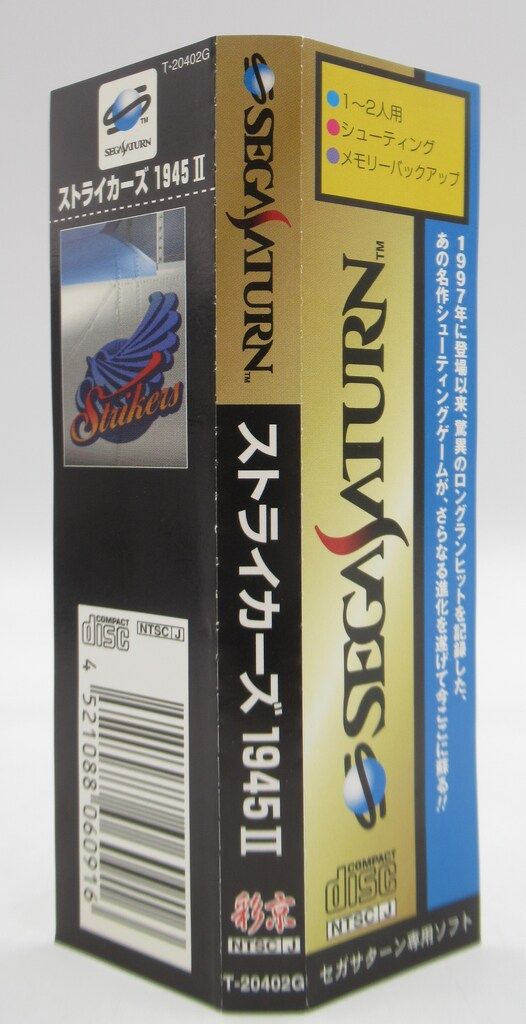 T-20402G
TM
SEGA SATURN
ストライカーズ 1945 II
Strikers
COMPACT
disc
NTSC J
4 521088 060916
SEGA SATURN
TM
ストライカーズ 1945 II
彩京
NTSC J
T-20402G
1〜2人用
シューティング
メモリーバックアップ
SEGA SATURN
TM
COMPACT
disc
NTSC J
1997年に登場以来、驚異のロングランヒットを記録した、
あの名作シューティングゲームが、さらなる進化を遂げて今ここに蘇る!!
セガサターン専用ソフト